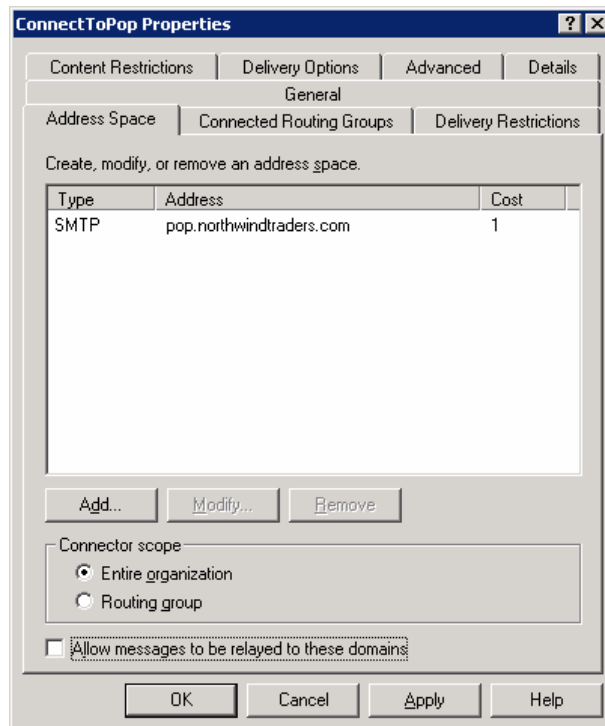 ConnectToPop Properties
Content Restrictions Delivery Options Advanced Details
General
Address Space Connected Routing Groups Delivery Restrictions
Create, modify, or remove an address space.
Type Address Cost
SMTP pop.northwindtraders.com 1
Add... Modify... Remove
Connector scope
Entire organization
Routing group
Allow messages to be relayed to these domains
OK Cancel Apply Help